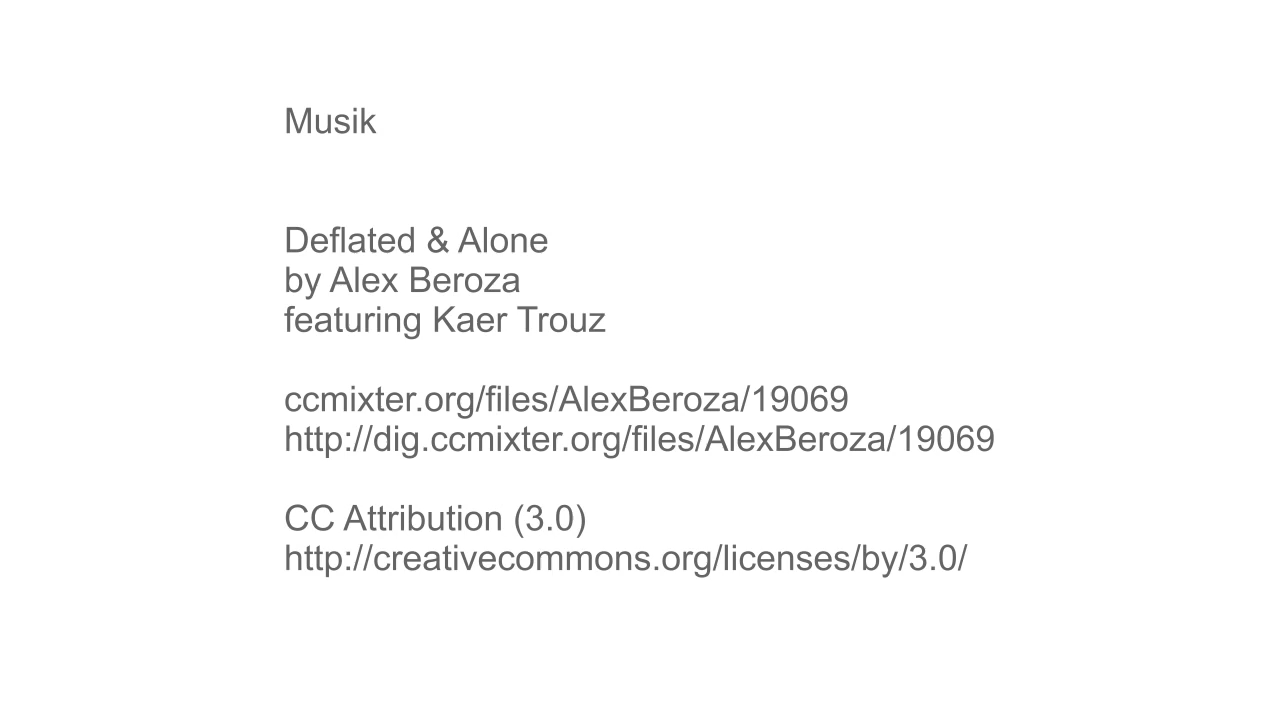 Musik
Deflated & Alone
by Alex Beroza
featuring Kaer Trouz
ccmixter.org/files/AlexBeroza/19069
http://dig.ccmixter.org/files/AlexBeroza/19069
CC Attribution (3.0)
http://creativecommons.org/licenses/by/3.0/